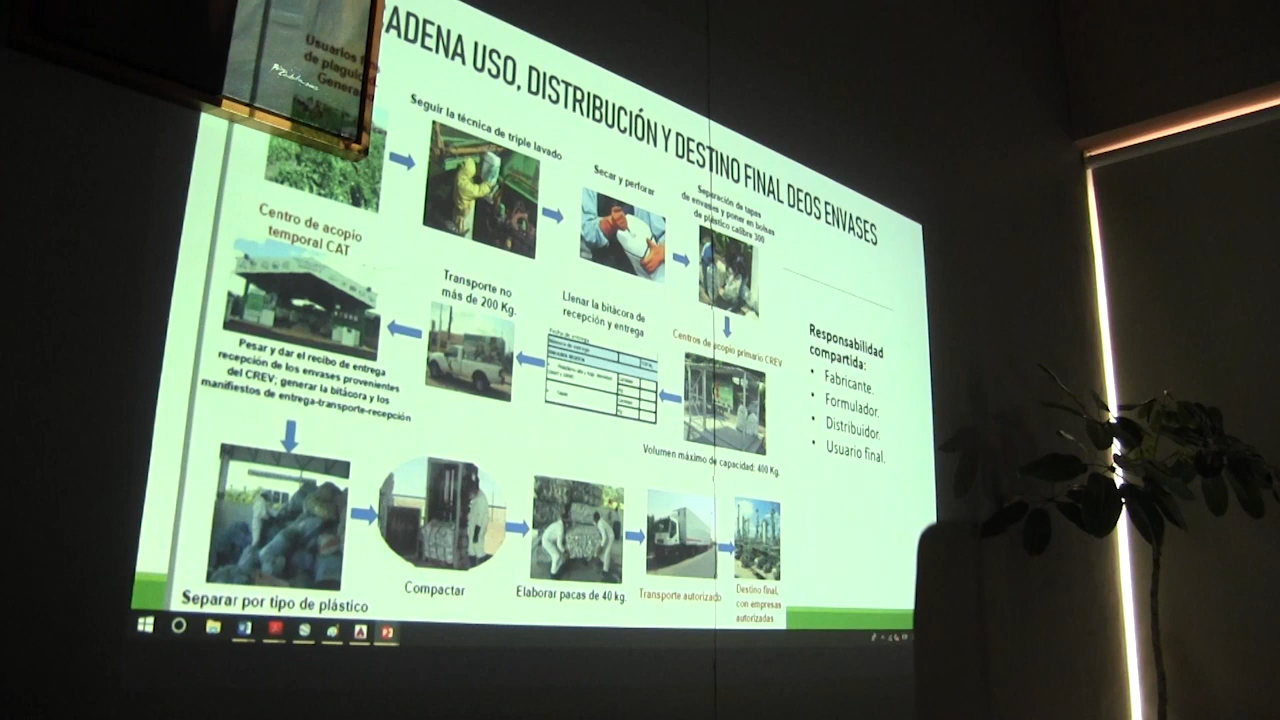 ADENA USO, DISTRIBUCIÓN Y DESTINO FINAL DEOS ENVASES
Usuarios
de plagui
Genera
Seguir la técnica de triple lavado
Secar y perforar
Separación de tapas
de envases y poner en bolsas
de plástico calibre 300
Centros de acopio primario CREV
Volumen máximo de capacidad: 400 Kg.
Llenar la bitácora de
recepción y entrega
Transporte no
más de 200 Kg.
Centro de acopio
temporal CAT
Pesar y dar el recibo de entrega
recepción de los envases provenientes
del CREV; generar la bitácora y los
manifiestos de entrega-transporte-recepción
Separar por tipo de plástico
Compactar
Elaborar pacas de 40 kg.
Transporte autorizado
Destino final,
con empresas
autorizadas
Responsabilidad
compartida:
• Fabricante.
• Formulador.
• Distribuidor.
• Usuario final.